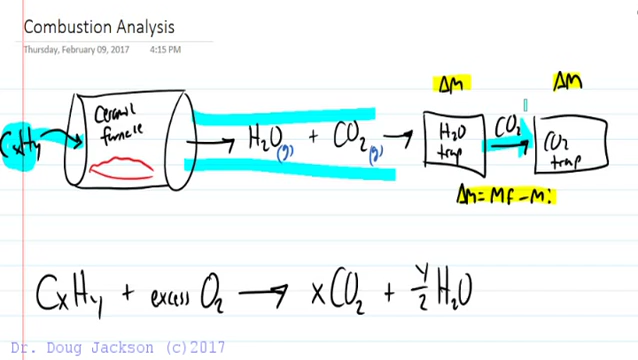 Combustion Analysis
Thursday, February 09, 2017 4:15 PM
ΔM ΔM
CxHy Ceramic furnace H₂O(g) + CO₂(g) H₂O trap CO₂ CO₂ trap
ΔM = Mf - Mi
CxHy + excess O₂ → xCO₂ + y/2 H₂O
Dr. Doug Jackson (c)2017